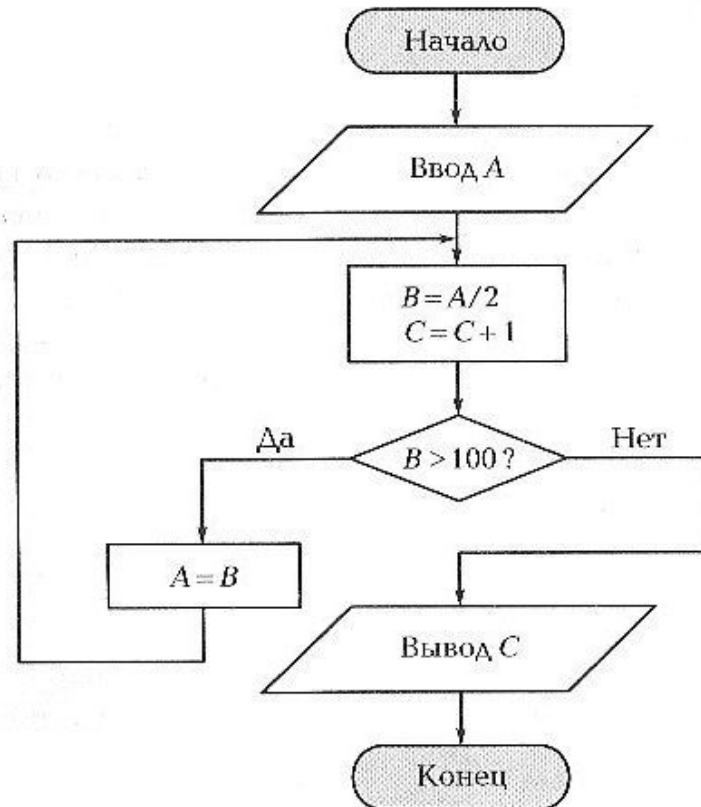 Начало
Ввод A
B = A/2
C = C + 1
Да
B > 100 ?
Нет
A = B
Вывод C
Конец